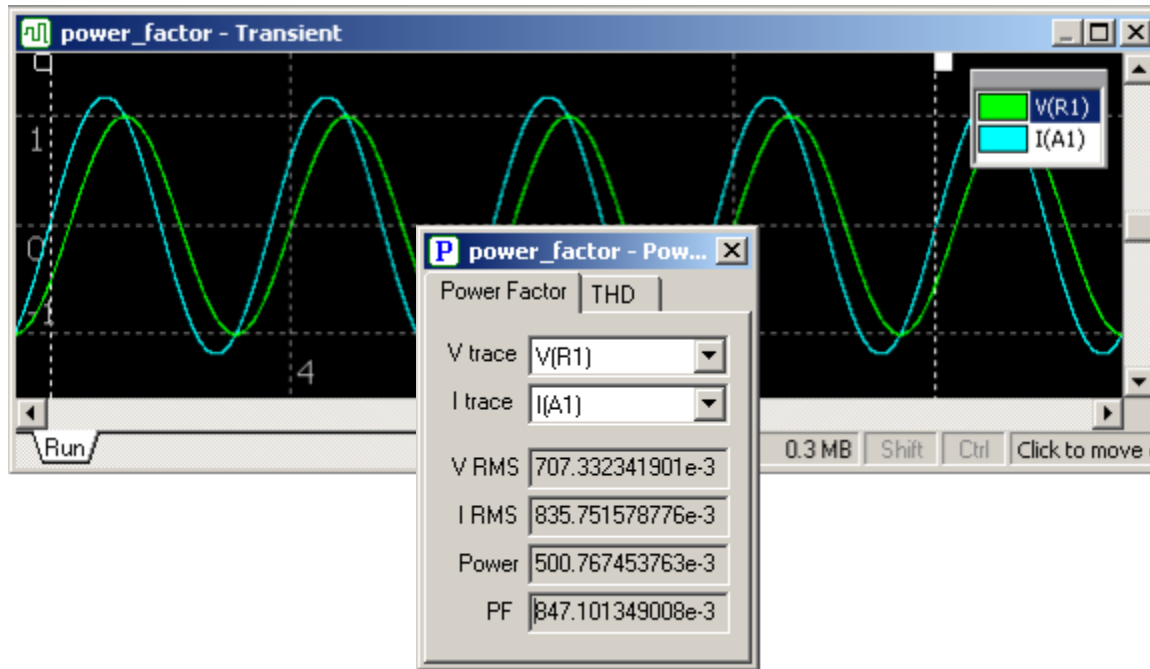 power_factor - Transient
V(R1)
I(A1)
1
0
-1
4
power_factor - Pow...
Power Factor
THD
V trace V(R1)
I trace I(A1)
V RMS 707.332341901e-3
I RMS 835.751578776e-3
Power 500.767453763e-3
PF 847.101349008e-3
Run
0.3 MB Shift Ctrl Click to move